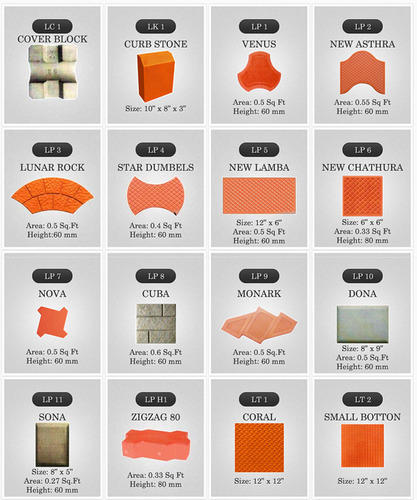 LC 1
COVER BLOCK
LK 1
CURB STONE
Size: 10" x 8" x 3"
LP 1
VENUS
Area: 0.5 Sq Ft
Height: 60 mm
LP 2
NEW ASTHRA
Area: 0.55 Sq Ft
Height: 60 mm
LP 3
LUNAR ROCK
Area: 0.5 Sq.Ft
Height:60 mm
LP 4
STAR DUMBELS
Area: 0.4 Sq Ft
Height: 60 mm
LP 5
NEW LAMBA
Size: 12" x 6"
Area: 0.5 Sq Ft
Height: 60 mm
LP 6
NEW CHATHURA
Size: 6" x 6"
Area: 0.33 Sq Ft
Height: 80 mm
LP 7
NOVA
Area: 0.5 Sq.Ft
Height: 60 mm
LP 8
CUBA
Area: 0.6 Sq.Ft
Height: 60 mm
LP 9
MONARK
Area: 0.5 Sq.Ft
Height: 60 mm
LP 10
DONA
Size: 8" x 9"
Area: 0.5 Sq.Ft
Height: 60 mm
LP 11
SONA
Size: 8" x 5"
Area: 0.27 Sq.Ft
Height: 60 mm
LP H1
ZIGZAG 80
Area: 0.33 Sq Ft
Height: 80 mm
LT 1
CORAL
Size: 12" x 12"
LT 2
SMALL BOTTON
Size: 12" x 12"